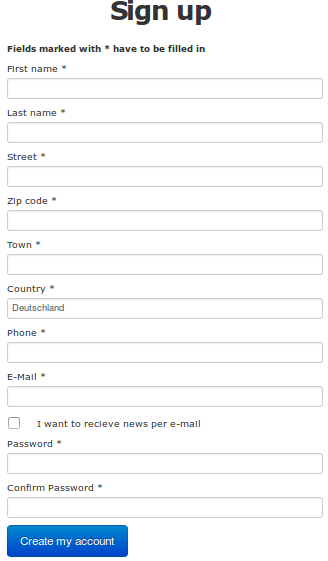 Sign up
Fields marked with * have to be filled in
First name *
Last name *
Street *
Zip code *
Town *
Country *
Deutschland
Phone *
E-Mail *
I want to recieve news per e-mail
Password *
Confirm Password *
Create my account